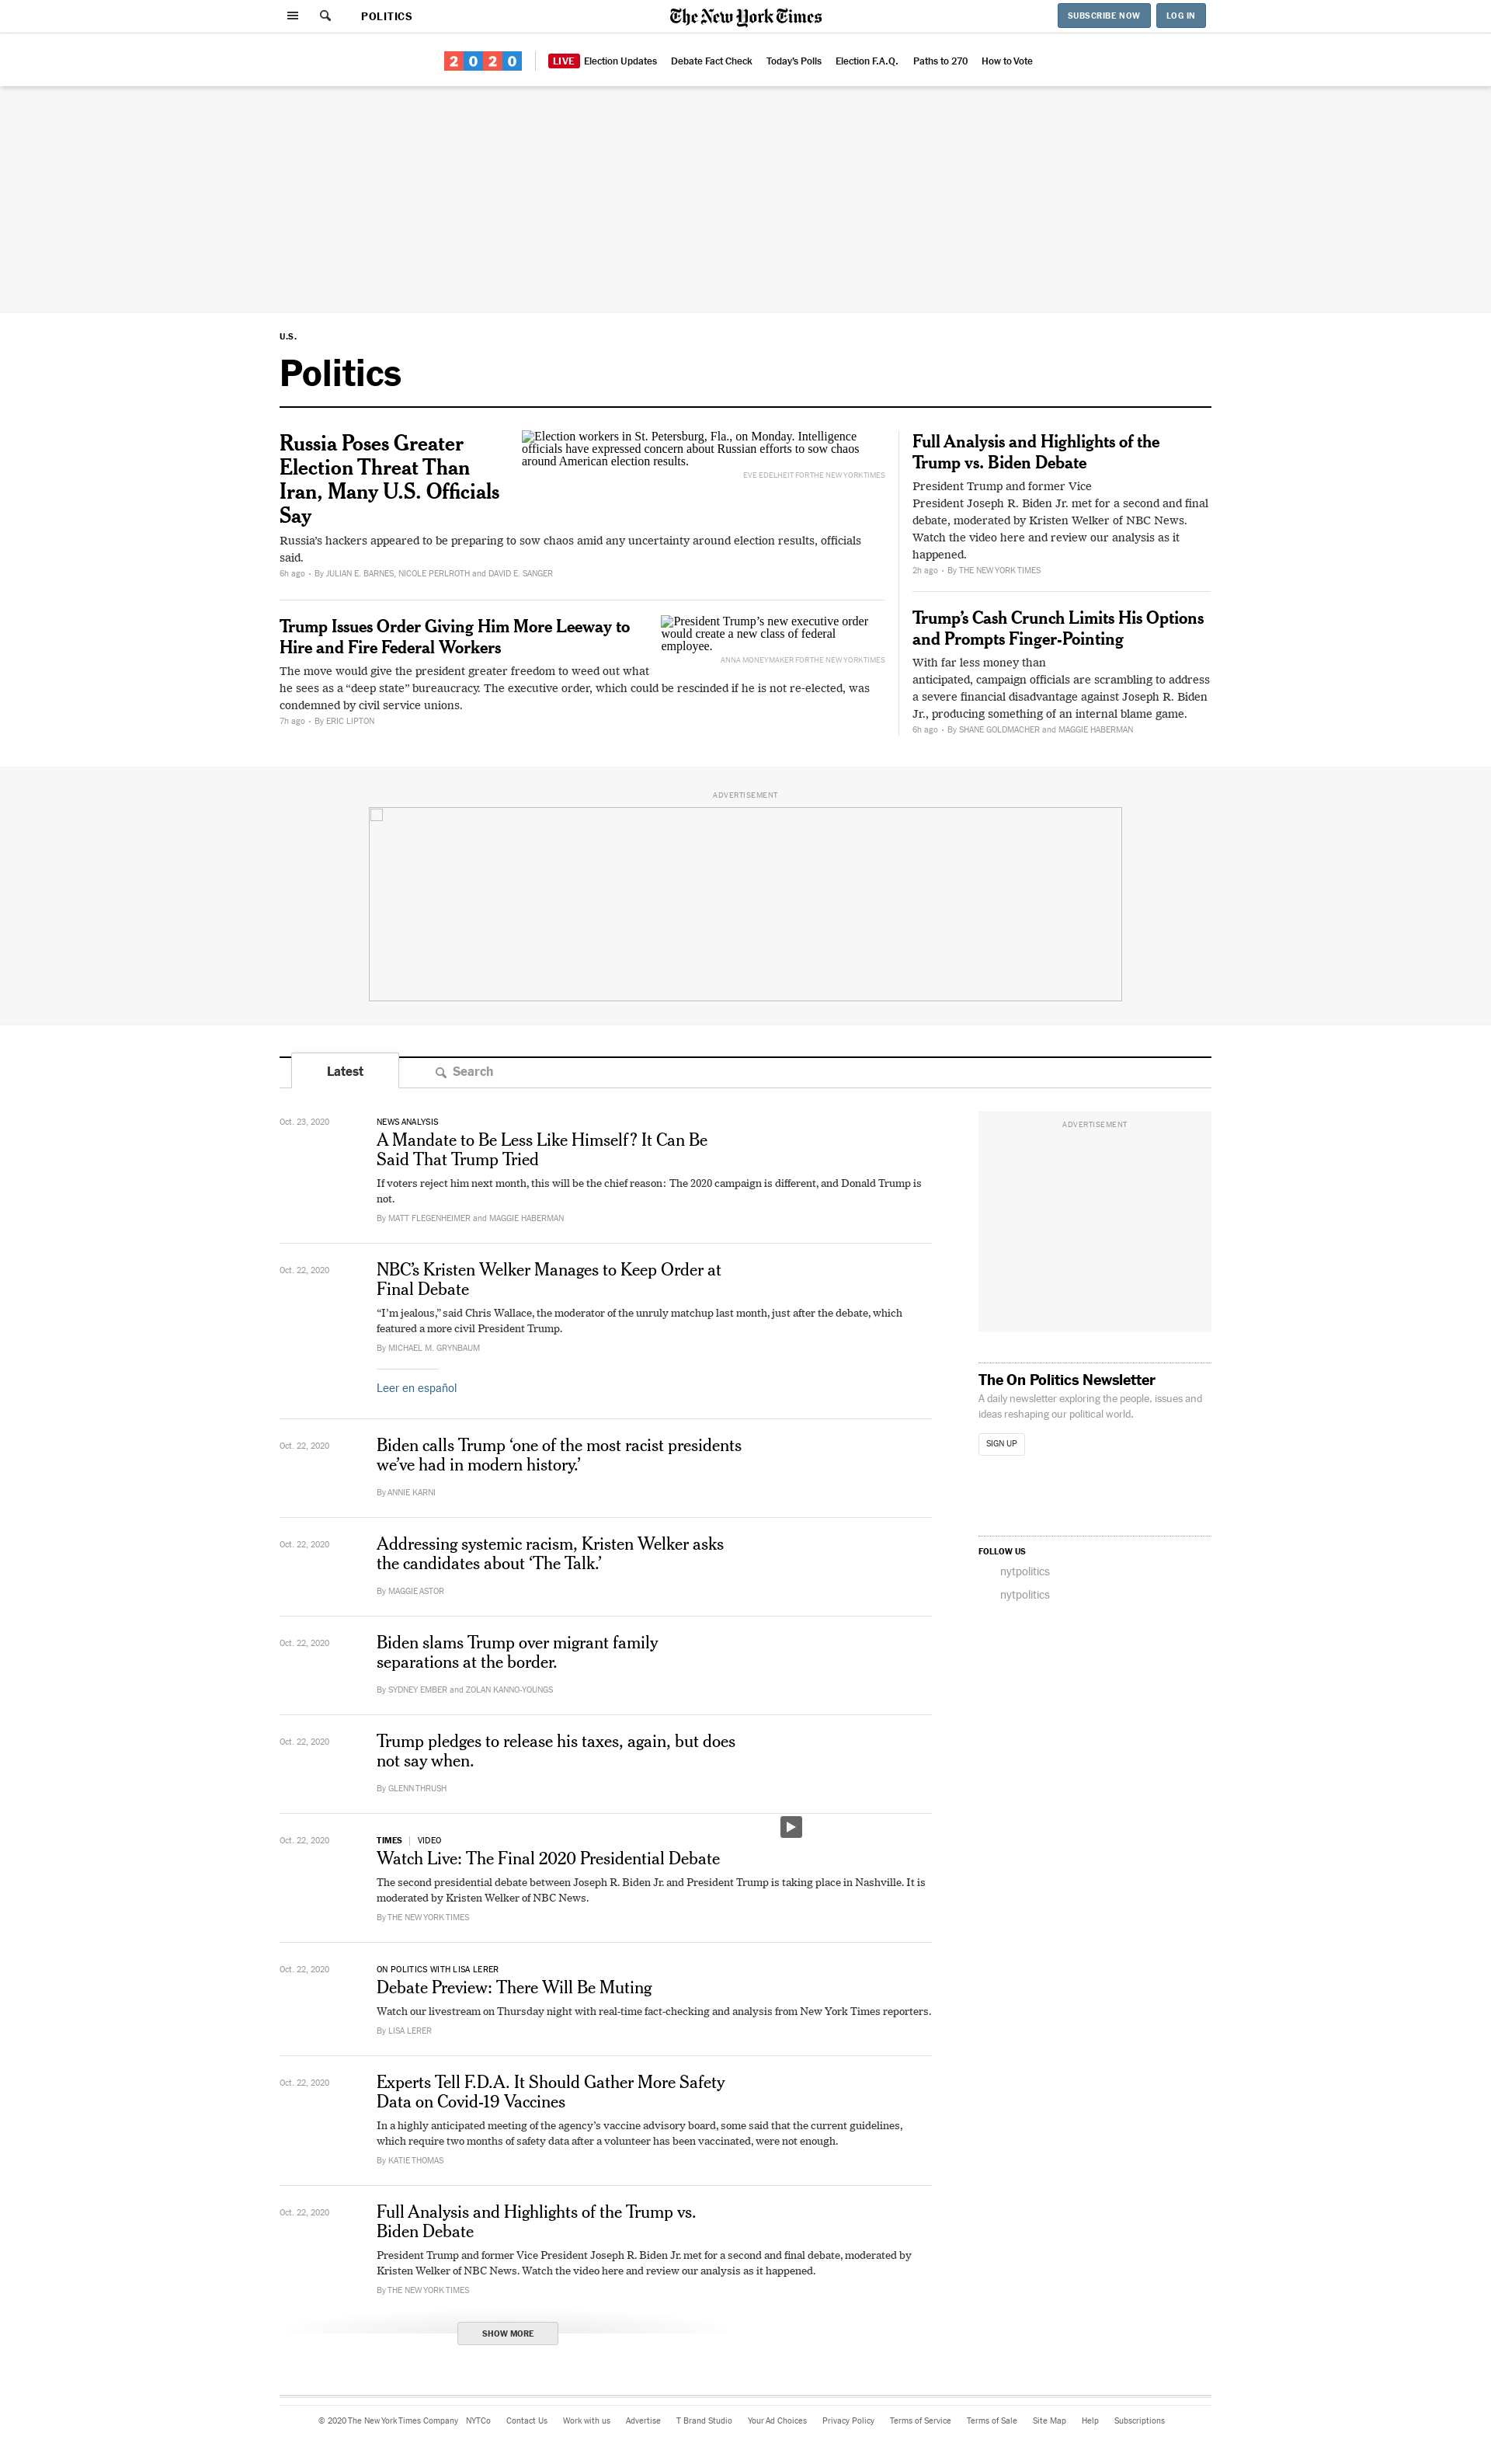 POLITICS
The New York Times
SUBSCRIBE NOW
LOG IN
2020
LIVE Election Updates
Debate Fact Check
Today's Polls
Election F.A.Q.
Paths to 270
How to Vote
U.S.
Politics
Russia Poses Greater
Election Threat Than
Iran, Many U.S. Officials
Say
Election workers in St. Petersburg, Fla., on Monday. Intelligence
officials have expressed concern about Russian efforts to sow chaos
around American election results.
EVE EDELHEIT FOR THE NEW YORK TIMES
Russia’s hackers appeared to be preparing to sow chaos amid any uncertainty around election results, officials
said.
6h ago • By JULIAN E. BARNES, NICOLE PERLROTH and DAVID E. SANGER
Trump Issues Order Giving Him More Leeway to
Hire and Fire Federal Workers
President Trump’s new executive order
would create a new class of federal
employee.
ANNA MONEYMAKER FOR THE NEW YORK TIMES
The move would give the president greater freedom to weed out what
he sees as a “deep state” bureaucracy. The executive order, which could be rescinded if he is not re-elected, was
condemned by civil service unions.
7h ago • By ERIC LIPTON
Full Analysis and Highlights of the
Trump vs. Biden Debate
President Trump and former Vice
President Joseph R. Biden Jr. met for a second and final
debate, moderated by Kristen Welker of NBC News.
Watch the video here and review our analysis as it
happened.
2h ago • By THE NEW YORK TIMES
Trump’s Cash Crunch Limits His Options
and Prompts Finger-Pointing
With far less money than
anticipated, campaign officials are scrambling to address
a severe financial disadvantage against Joseph R. Biden
Jr., producing something of an internal blame game.
6h ago • By SHANE GOLDMACHER and MAGGIE HABERMAN
ADVERTISEMENT
Latest
Search
Oct. 23, 2020
NEWS ANALYSIS
A Mandate to Be Less Like Himself? It Can Be
Said That Trump Tried
If voters reject him next month, this will be the chief reason: The 2020 campaign is different, and Donald Trump is
not.
By MATT FLEGENHEIMER and MAGGIE HABERMAN
Oct. 22, 2020
NBC’s Kristen Welker Manages to Keep Order at
Final Debate
“I’m jealous,” said Chris Wallace, the moderator of the unruly matchup last month, just after the debate, which
featured a more civil President Trump.
By MICHAEL M. GRYNBAUM
Leer en español
Oct. 22, 2020
Biden calls Trump ‘one of the most racist presidents
we’ve had in modern history.’
By ANNIE KARNI
Oct. 22, 2020
Addressing systemic racism, Kristen Welker asks
the candidates about ‘The Talk.’
By MAGGIE ASTOR
Oct. 22, 2020
Biden slams Trump over migrant family
separations at the border.
By SYDNEY EMBER and ZOLAN KANNO-YOUNGS
Oct. 22, 2020
Trump pledges to release his taxes, again, but does
not say when.
By GLENN THRUSH
Oct. 22, 2020
TIMES | VIDEO
Watch Live: The Final 2020 Presidential Debate
The second presidential debate between Joseph R. Biden Jr. and President Trump is taking place in Nashville. It is
moderated by Kristen Welker of NBC News.
By THE NEW YORK TIMES
Oct. 22, 2020
ON POLITICS WITH LISA LERER
Debate Preview: There Will Be Muting
Watch our livestream on Thursday night with real-time fact-checking and analysis from New York Times reporters.
By LISA LERER
Oct. 22, 2020
Experts Tell F.D.A. It Should Gather More Safety
Data on Covid-19 Vaccines
In a highly anticipated meeting of the agency’s vaccine advisory board, some said that the current guidelines,
which require two months of safety data after a volunteer has been vaccinated, were not enough.
By KATIE THOMAS
Oct. 22, 2020
Full Analysis and Highlights of the Trump vs.
Biden Debate
President Trump and former Vice President Joseph R. Biden Jr. met for a second and final debate, moderated by
Kristen Welker of NBC News. Watch the video here and review our analysis as it happened.
By THE NEW YORK TIMES
SHOW MORE
ADVERTISEMENT
The On Politics Newsletter
A daily newsletter exploring the people, issues and
ideas reshaping our political world.
SIGN UP
FOLLOW US
nytpolitics
nytpolitics
© 2020 The New York Times Company
NYTCo
Contact Us
Work with us
Advertise
T Brand Studio
Your Ad Choices
Privacy Policy
Terms of Service
Terms of Sale
Site Map
Help
Subscriptions